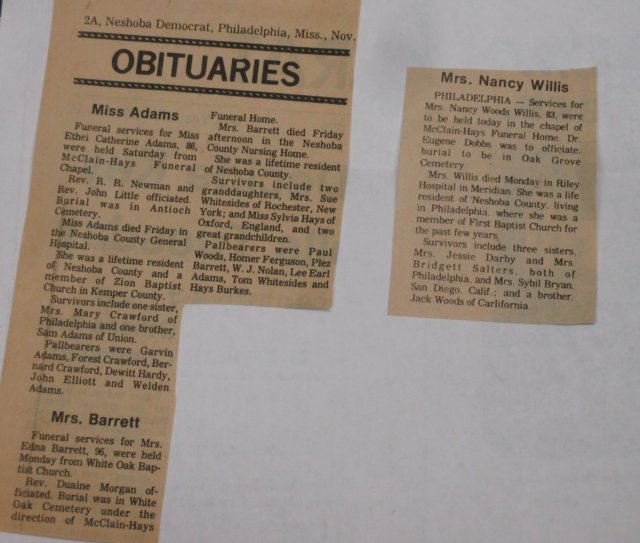 2A, Neshoba Democrat, Philadelphia, Miss., Nov.
OBITUARIES
Miss Adams
Funeral services for Miss
Ethel Catherine Adams, 86,
were held Saturday from
McClain-Hays Funeral
Chapel.
Rev. R. R. Newman and
Rev. John Little officiated.
Burial was in Antioch
Cemetery.
Miss Adams died Friday in
the Neshoba County General
Hospital.
She was a lifetime resident
of Neshoba County and a
member of Zion Baptist
Church in Kemper County.
Survivors include one sister,
Mrs. Mary Crawford of
Philadelphia and one brother,
Sam Adams of Union.
Pallbearers were Garvin
Adams, Forest Crawford, Ber-
nard Crawford, Dewitt Hardy,
John Elliott and Welden
Adams.
Mrs. Barrett
Funeral services for Mrs.
Edna Barrett, 96, were held
Monday from White Oak Bap-
tist Church.
Rev. Duaine Morgan of-
ficiated. Burial was in White
Oak Cemetery under the
direction of McClain-Hays
Funeral Home.
Mrs. Barrett died Friday
afternoon in the Neshoba
County Nursing Home.
She was a lifetime resident
of Neshoba County.
Survivors include two
granddaughters, Mrs. Sue
Whitesides of Rochester, New
York; and Miss Sylvia Hays of
Oxford, England, and two
great grandchildren.
Pallbearers were Paul
Woods, Homer Ferguson, Plez
Barrett, W. J. Nolan, Lee Earl
Adams, Tom Whitesides and
Hays Burkes.
Mrs. Nancy Willis
PHILADELPHIA — Services for
Mrs. Nancy Woods Willis, 83, were
to be held today in the chapel of
McClain-Hays Funeral Home. Dr.
Eugene Dobbs was to officiate,
burial to be in Oak Grove
Cemetery.
Mrs. Willis died Monday in Riley
Hospital in Meridian. She was a life
resident of Neshoba County, living
in Philadelphia, where she was a
member of First Baptist Church for
the past few years.
Survivors include three sisters,
Mrs. Jessie Darby and Mrs.
Bridgett Salters, both of
Philadelphia, and Mrs. Sybil Bryan,
San Diego, Calif.; and a brother,
Jack Woods of Carlifornia.